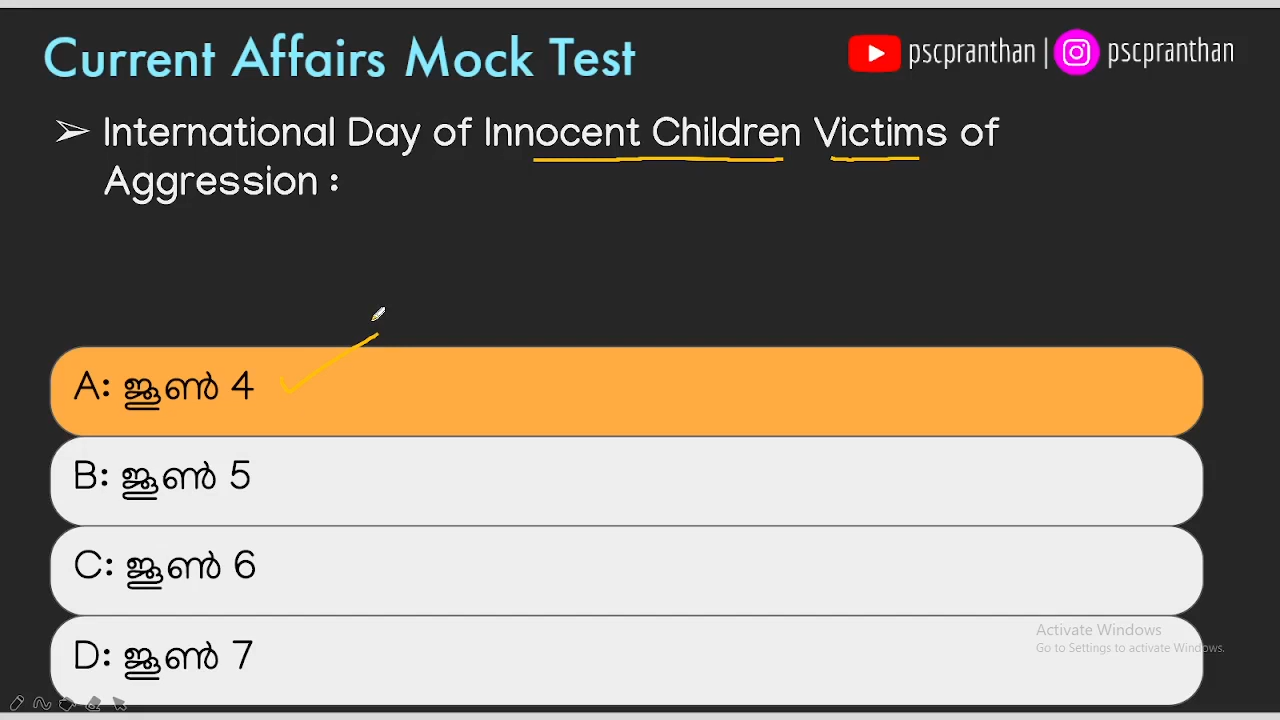 Current Affairs Mock Test
pscpranthan | pscpranthan
➢ International Day of Innocent Children Victims of
Aggression :
A: ജൂൺ 4
B: ജൂൺ 5
C: ജൂൺ 6
D: ജൂൺ 7
Activate Windows
Go to Settings to activate Windows.